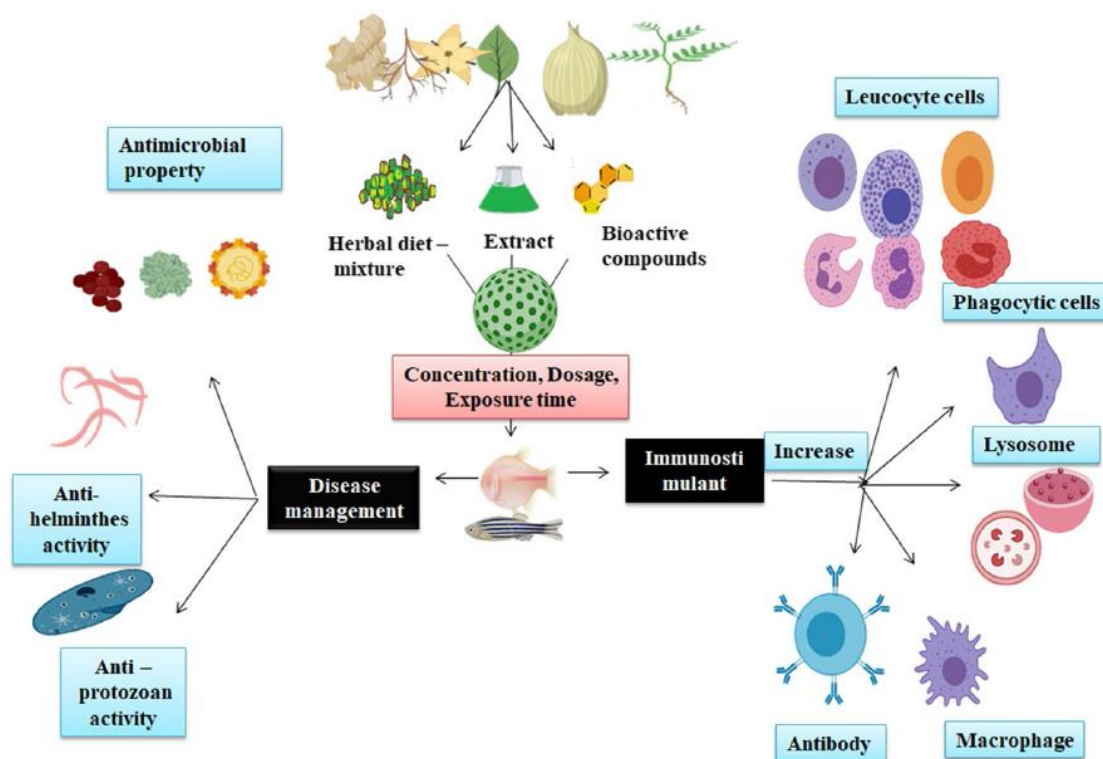 Leucocyte cells
Antimicrobial
property
Herbal diet –
mixture
Extract
Bioactive
compounds
Phagocytic cells
Concentration, Dosage,
Exposure time
Lysosome
Increase
Immunosti
mulant
Disease
management
Anti-
helminthes
activity
Anti –
protozoan
activity
Antibody
Macrophage